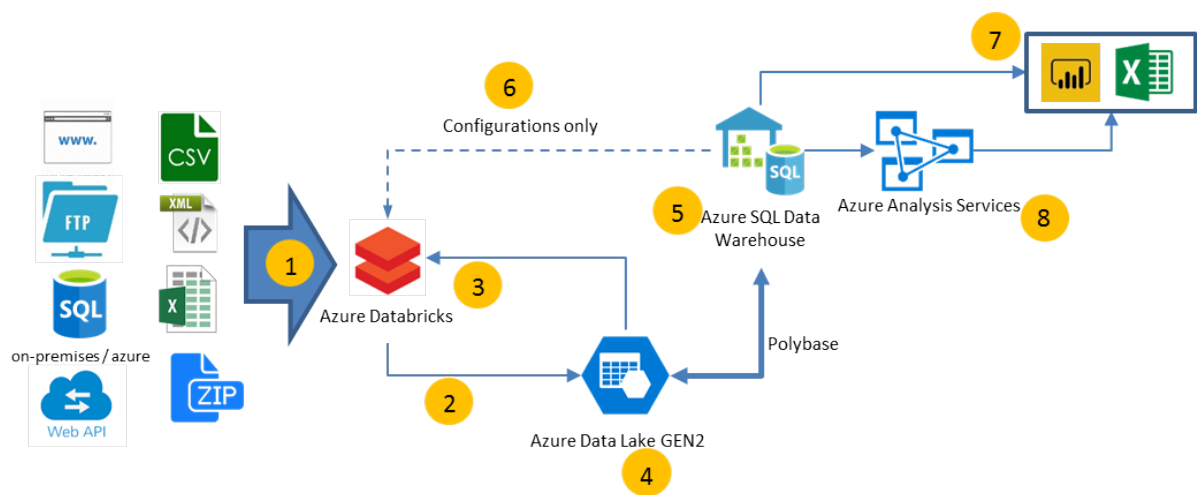 7
6
Configurations only
www.
CSV
X
FTP
XML
</>
SQL
5
Azure SQL Data
Warehouse
Azure Analysis Services
8
1
3
SQL
X
Azure Databricks
on-premises / azure
Polybase
ZIP
2
Web API
Azure Data Lake GEN2
4